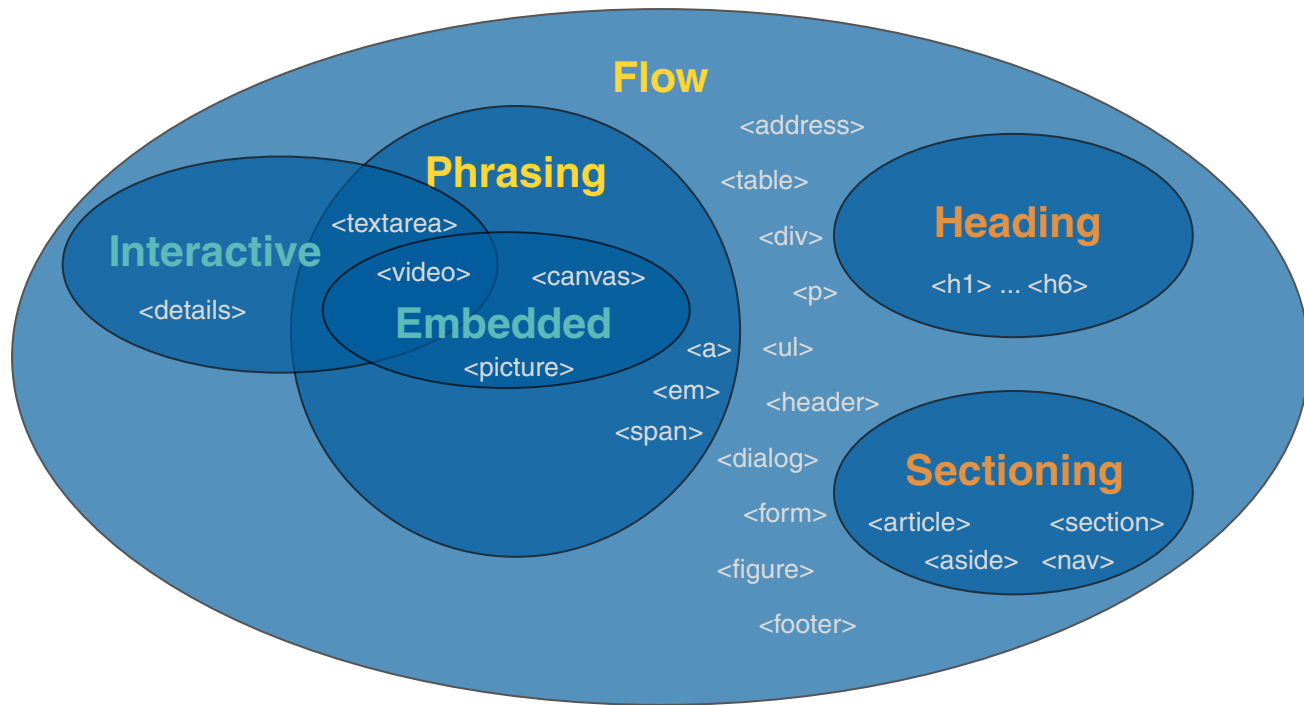 Flow
<address>
Phrasing
<table>
<textarea>
Heading
<div>
Interactive
<video>
<canvas>
<h1> ... <h6>
<p>
<details>
Embedded
<a>
<ul>
<picture>
<em>
<header>
<span>
<dialog>
Sectioning
<form>
<article>
<section>
<aside>
<nav>
<figure>
<footer>